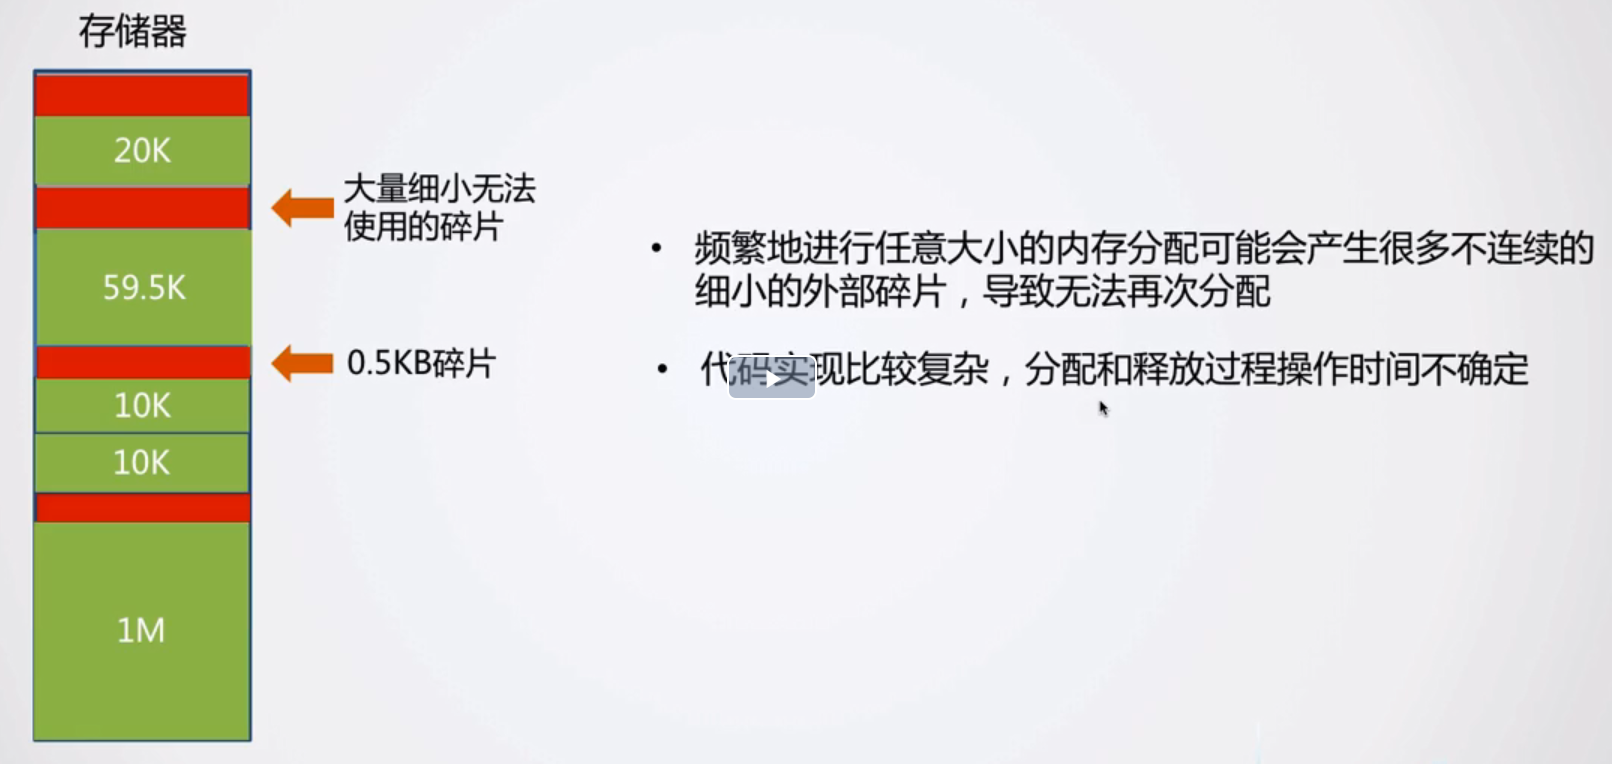 存储器
20K
大量细小无法
使用的碎片
59.5K
0.5KB碎片
10K
10K
1M
• 频繁地进行任意大小的内存分配可能会产生很多不连续的
细小的外部碎片，导致无法再次分配
• 代码实现比较复杂，分配和释放过程操作时间不确定